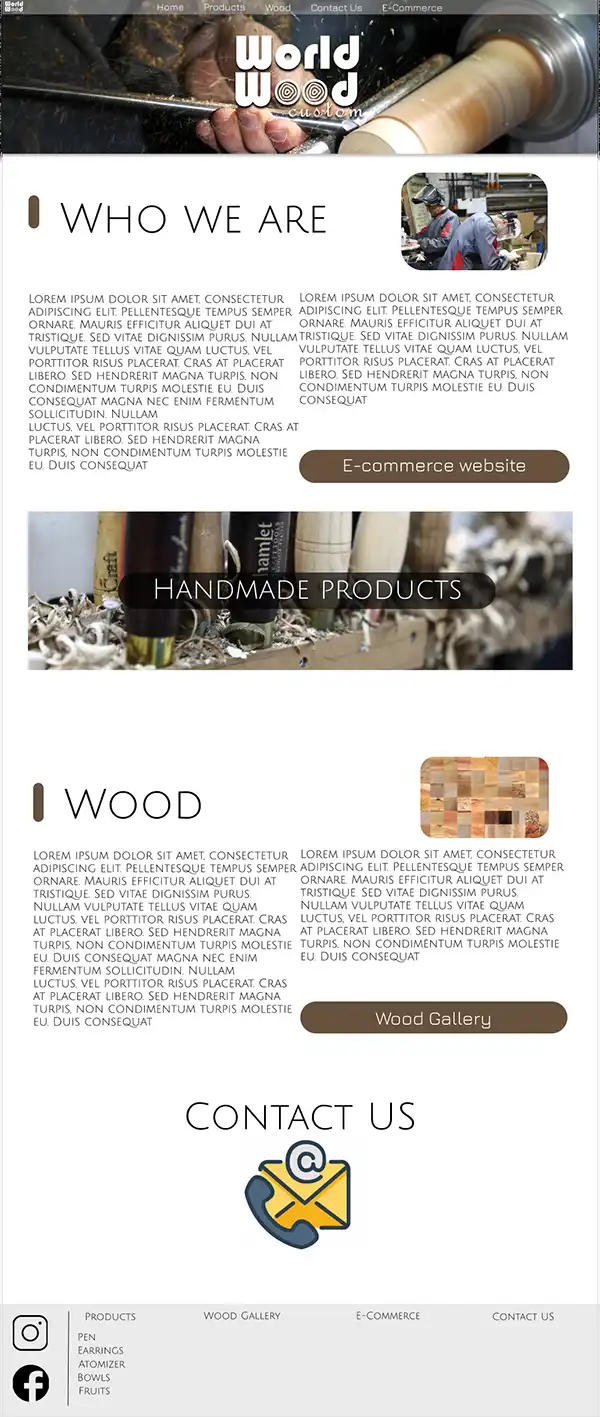 World
Wood
Home Products Wood Contact Us E-Commerce
World
Wood
custom
Who we are
Lorem ipsum dolor sit amet, consectetur
adipiscing elit. Pellentesque tempus semper
ornare. Mauris efficitur aliquet dui at
tristique. Sed vitae dignissim purus. Nullam
vulputate tellus vitae quam luctus, vel
porttitor risus placerat. Cras at placerat
libero. Sed hendrerit magna turpis, non
condimentum turpis molestie eu. Duis
consequat magna nec enim fermentum
sollicitudin. Nullam
luctus, vel porttitor risus placerat. Cras at
placerat libero. Sed hendrerit magna
turpis, non condimentum turpis molestie
eu. Duis consequat
Lorem ipsum dolor sit amet, consectetur
adipiscing elit. Pellentesque tempus semper
ornare. Mauris efficitur aliquet dui at
tristique. Sed vitae dignissim purus. Nullam
vulputate tellus vitae quam luctus, vel
porttitor risus placerat. Cras at placerat
libero. Sed hendrerit magna turpis, non
condimentum turpis molestie eu. Duis
consequat
E-commerce website
Craft
hamlet
Handmade products
Wood
Lorem ipsum dolor sit amet, consectetur
adipiscing elit. Pellentesque tempus semper
ornare. Mauris efficitur aliquet dui at
tristique. Sed vitae dignissim purus.
Nullam vulputate tellus vitae quam
luctus, vel porttitor risus placerat. Cras
at placerat libero. Sed hendrerit magna
turpis, non condimentum turpis molestie
eu. Duis consequat magna nec enim
fermentum sollicitudin. Nullam
luctus, vel porttitor risus placerat. Cras
at placerat libero. Sed hendrerit magna
turpis, non condimentum turpis molestie
eu. Duis consequat
Lorem ipsum dolor sit amet, consectetur
adipiscing elit. Pellentesque tempus semper
ornare. Mauris efficitur aliquet dui at
tristique. Sed vitae dignissim purus.
Nullam vulputate tellus vitae quam
luctus, vel porttitor risus placerat. Cras
at placerat libero. Sed hendrerit magna
turpis, non condimentum turpis molestie
eu. Duis consequat
Wood Gallery
Contact us
@
Products Wood Gallery E-Commerce Contact us
Pen
Earrings
Atomizer
Bowls
Fruits